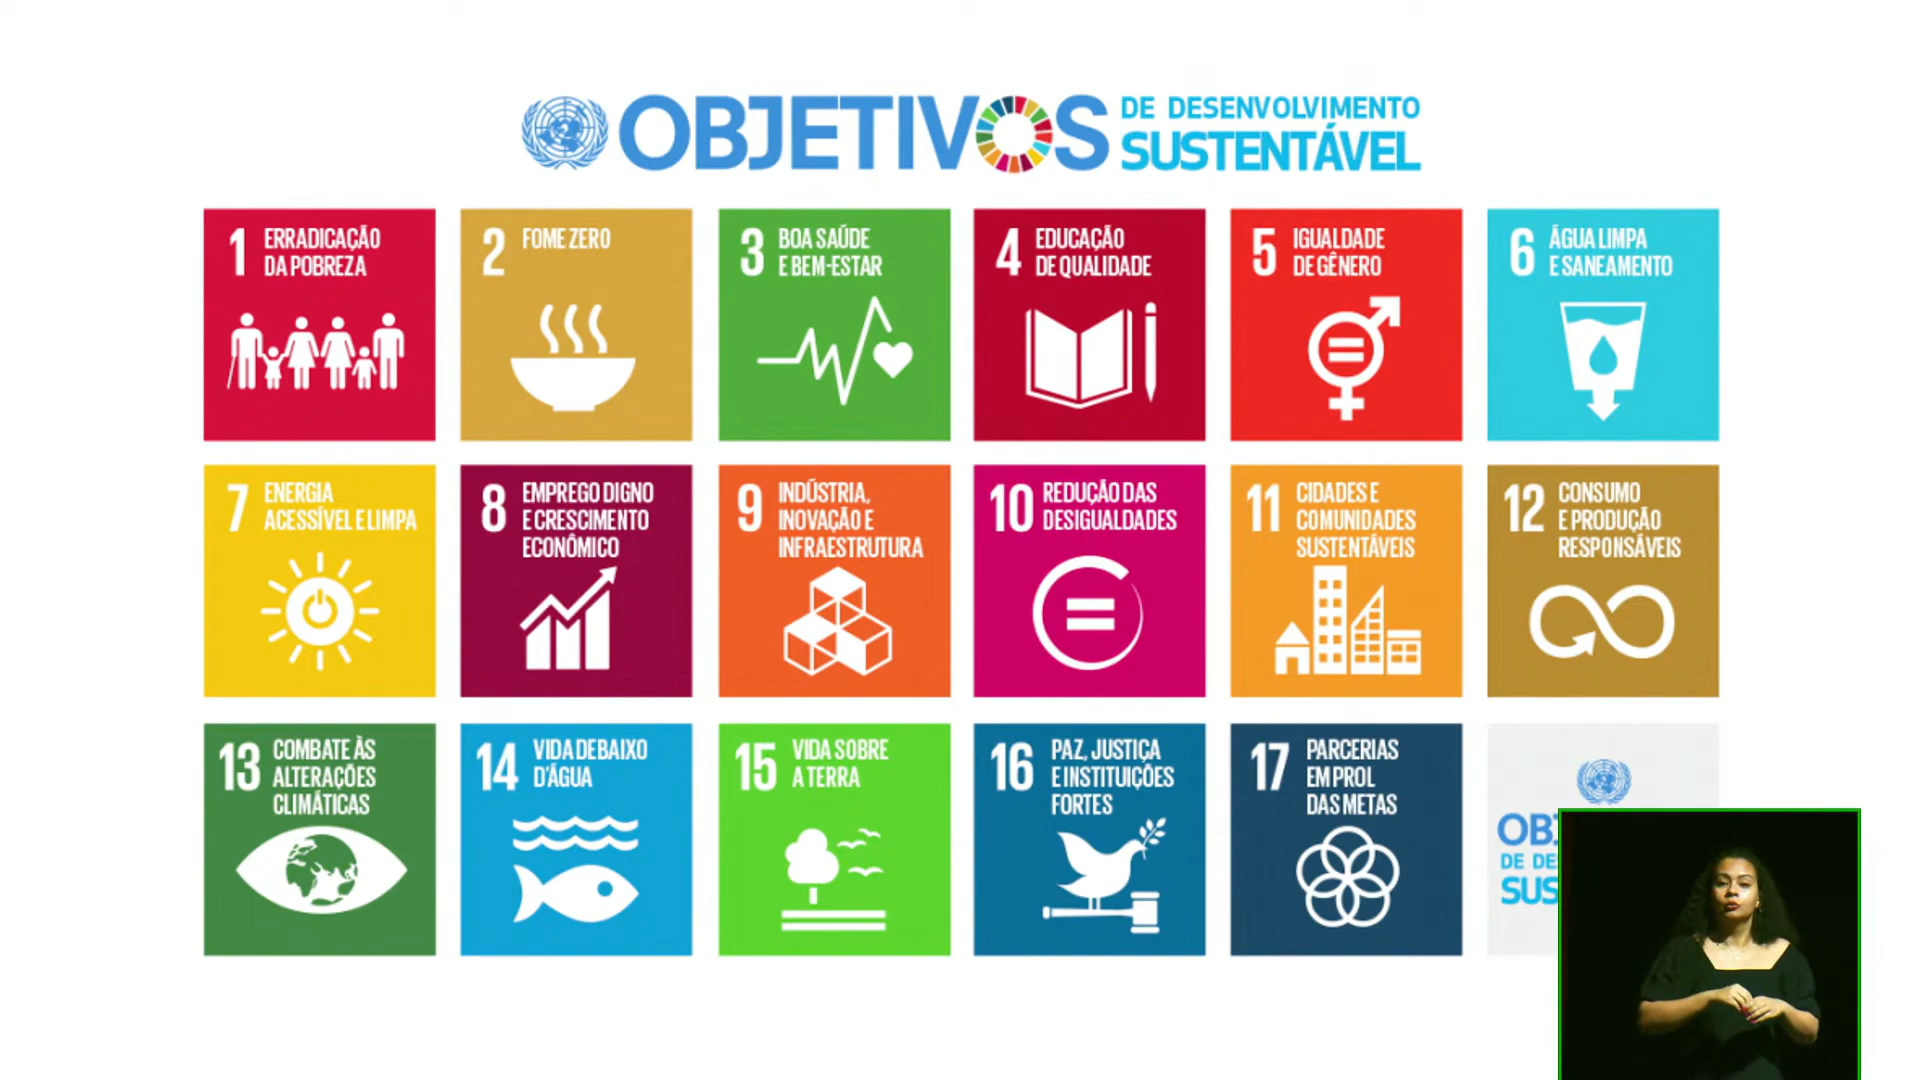 OBJETIVOS
DE DESENVOLVIMENTO
SUSTENTÁVEL
1 ERRADICAÇÃO
DA POBREZA
2 FOME ZERO
3 BOA SAÚDE
E BEM-ESTAR
4 EDUCAÇÃO
DE QUALIDADE
5 IGUALDADE
DE GÊNERO
6 ÁGUA LIMPA
E SANEAMENTO
7 ENERGIA
ACESSÍVEL E LIMPA
8 EMPREGO DIGNO
E CRESCIMENTO
ECONÔMICO
9 INDÚSTRIA,
INOVAÇÃO E
INFRAESTRUTURA
10 REDUÇÃO DAS
DESIGUALDADES
11 CIDADES E
COMUNIDADES
SUSTENTÁVEIS
12 CONSUMO
E PRODUÇÃO
RESPONSÁVEIS
13 COMBATE ÀS
ALTERAÇÕES
CLIMÁTICAS
14 VIDA DEBAIXO
D'ÁGUA
15 VIDA SOBRE
A TERRA
16 PAZ, JUSTIÇA
E INSTITUIÇÕES
FORTES
17 PARCERIAS
EM PROL
DAS METAS
DE